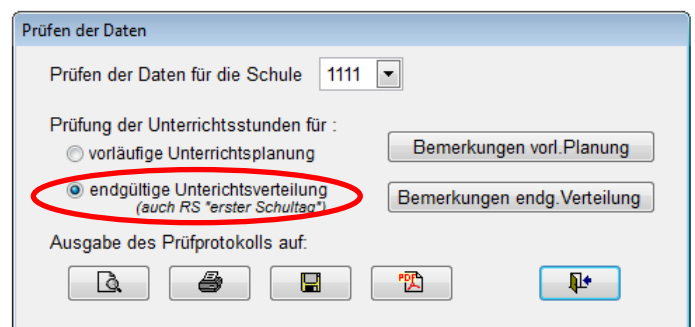 Prüfen der Daten
Prüfen der Daten für die Schule 1111
Prüfung der Unterrichtsstunden für :
vorläufige Unterrichtsplanung
Bemerkungen vorl.Planung
endgültige Unterichtsverteilung
(auch RS "erster Schultag")
Bemerkungen endg.Verteilung
Ausgabe des Prüfprotokolls auf:
PDF